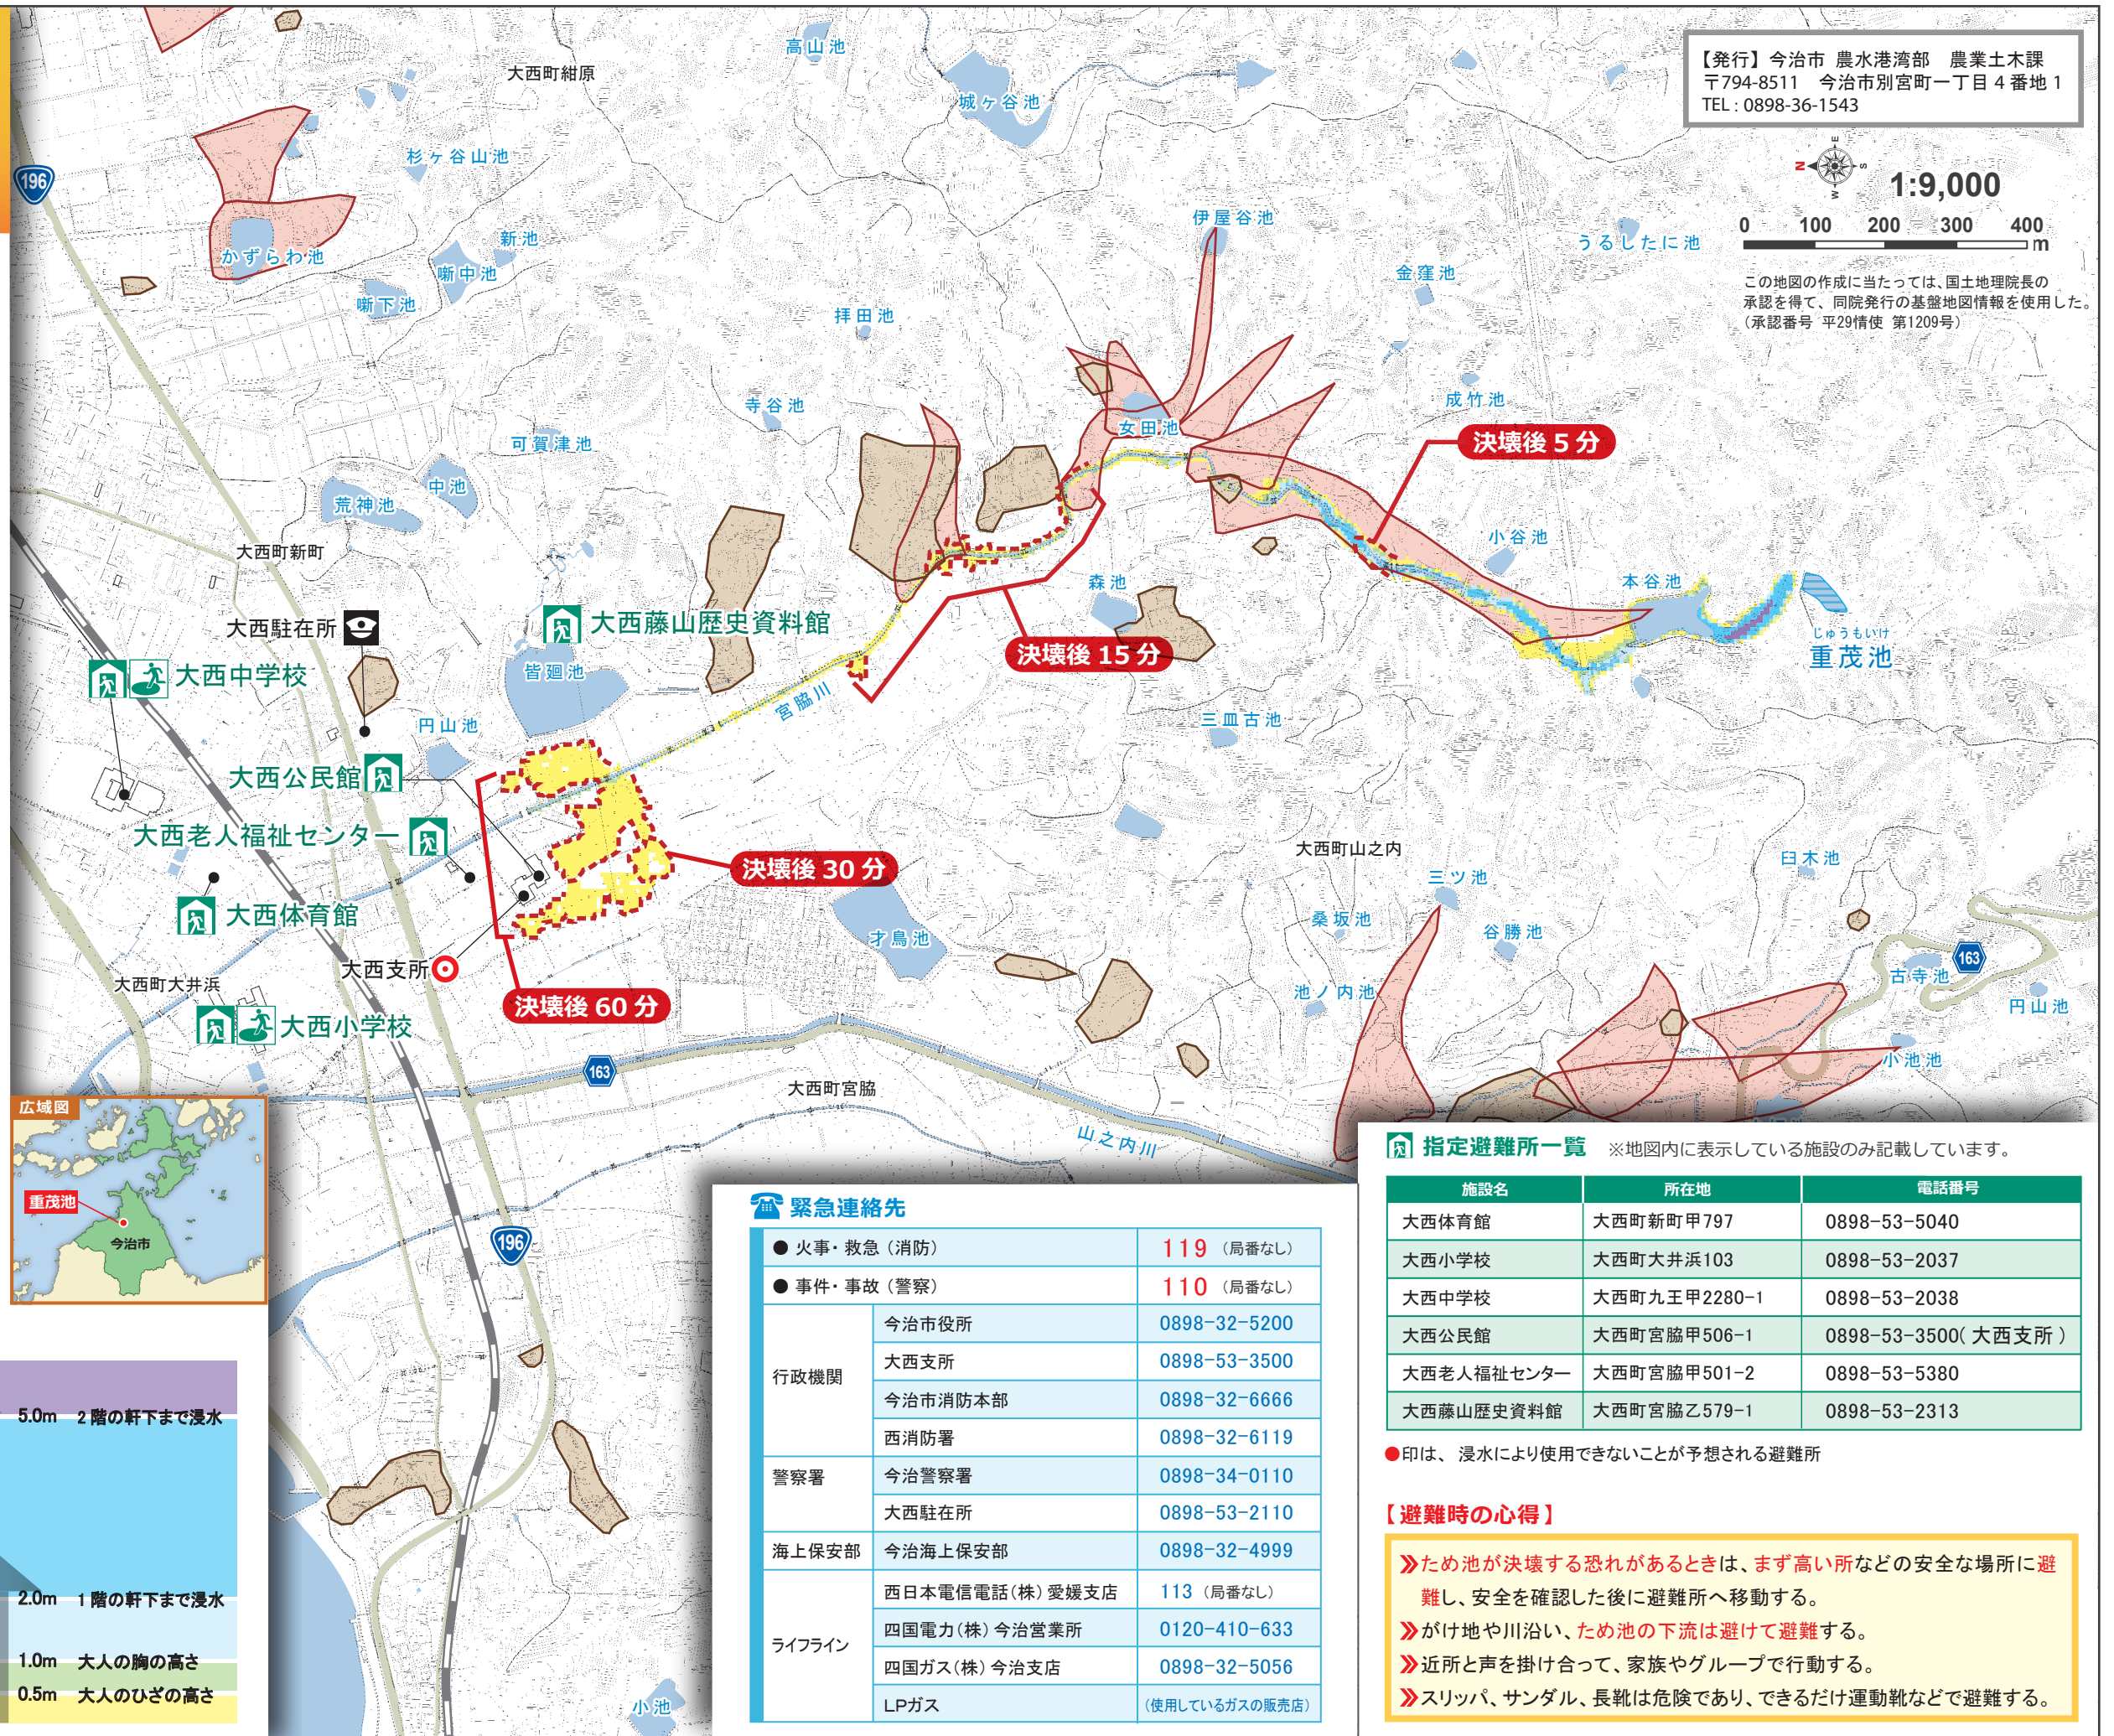 【発行】今治市 農水港湾部 農業土木課
〒794-8511 今治市別宮町一丁目4番地1
TEL : 0898-36-1543
N
E
S
W
1:9,000
0 100 200 300 400
m
この地図の作成に当たっては、国土地理院長の
承認を得て、同院発行の基盤地図情報を使用した。
（承認番号 平29情使 第1209号）
高山池
大西町紺原
城ヶ谷池
杉ヶ谷山池
196
伊屋谷池
うるしたに池
新池
かずらわ池
噺中池
金窪池
噺下池
拝田池
成竹池
寺谷池
女田池
可賀津池
決壊後 5 分
中池
荒神池
小谷池
大西町新町
森池
本谷池
大西駐在所
大西藤山歴史資料館
じゅうもいけ
重茂池
決壊後 15 分
大西中学校
皆廻池
宮脇川
円山池
三皿古池
大西公民館
大西老人福祉センター
大西町山之内
決壊後 30 分
臼木池
三ツ池
大西体育館
桑坂池
谷勝池
才鳥池
163
大西支所
古寺池
大西町大井浜
池ノ内池
決壊後 60 分
円山池
大西小学校
小池池
163
大西町宮脇
山之内川
広域図
重茂池
今治市
196
小池
5.0m 2階の軒下まで浸水
2.0m 1階の軒下まで浸水
1.0m 大人の胸の高さ
0.5m 大人のひざの高さ
緊急連絡先
● 火事・救急（消防） 119（局番なし）
● 事件・事故（警察） 110（局番なし）
行政機関
今治市役所 0898-32-5200
大西支所 0898-53-3500
今治市消防本部 0898-32-6666
西消防署 0898-32-6119
警察署
今治警察署 0898-34-0110
大西駐在所 0898-53-2110
海上保安部 今治海上保安部 0898-32-4999
ライフライン
西日本電信電話（株）愛媛支店 113（局番なし）
四国電力（株）今治営業所 0120-410-633
四国ガス（株）今治支店 0898-32-5056
LPガス （使用しているガスの販売店）
指定避難所一覧 ※地図内に表示している施設のみ記載しています。
施設名 所在地 電話番号
大西体育館 大西町新町甲797 0898-53-5040
大西小学校 大西町大井浜103 0898-53-2037
大西中学校 大西町九王甲2280-1 0898-53-2038
大西公民館 大西町宮脇甲506-1 0898-53-3500（大西支所）
大西老人福祉センター 大西町宮脇甲501-2 0898-53-5380
大西藤山歴史資料館 大西町宮脇乙579-1 0898-53-2313
●印は、浸水により使用できないことが予想される避難所
【避難時の心得】
≫ため池が決壊する恐れがあるときは、まず高い所などの安全な場所に避
難し、安全を確認した後に避難所へ移動する。
≫がけ地や川沿い、ため池の下流は避けて避難する。
≫近所と声を掛け合って、家族やグループで行動する。
≫スリッパ、サンダル、長靴は危険であり、できるだけ運動靴などで避難する。